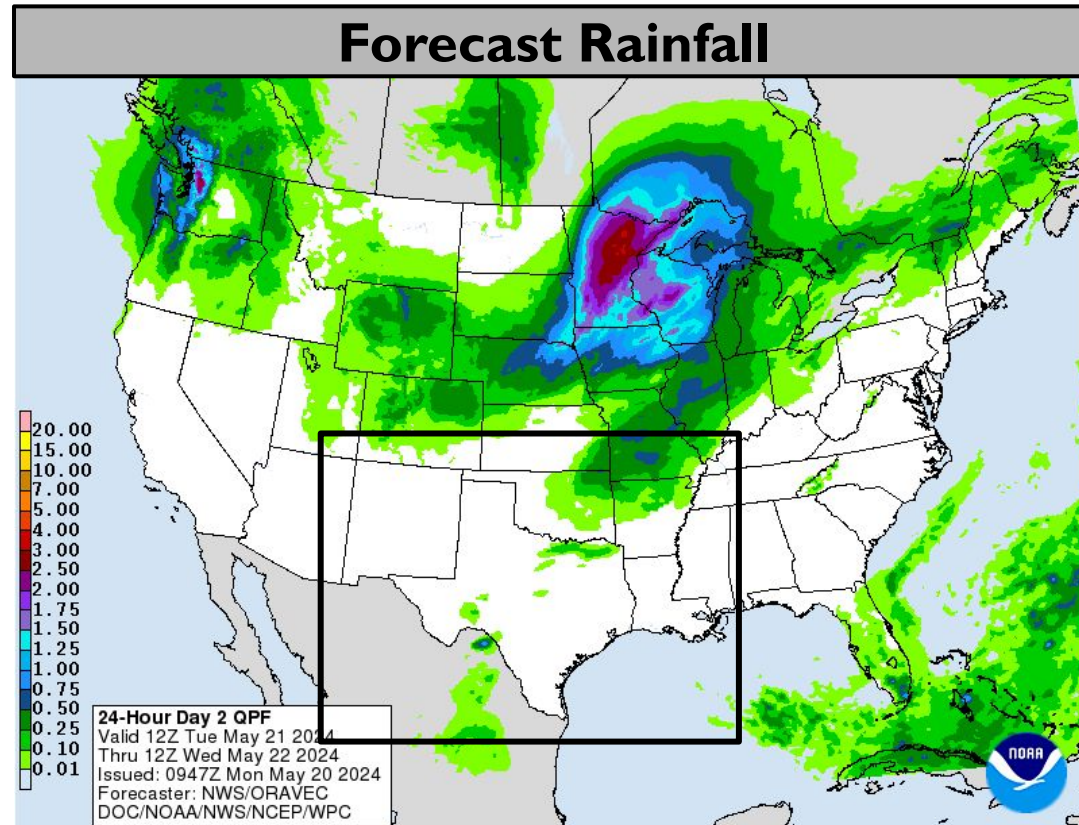 Forecast Rainfall
20.00
15.00
10.00
7.00
5.00
4.00
3.00
2.50
2.00
1.75
1.50
1.25
1.00
0.75
0.50
0.25
0.10
0.01
24-Hour Day 2 QPF
Valid 12Z Tue May 21 2024
Thru 12Z Wed May 22 2024
Issued: 0947Z Mon May 20 2024
Forecaster: NWS/ORAVEC
DOC/NOAA/NWS/NCEP/WPC
NOAA